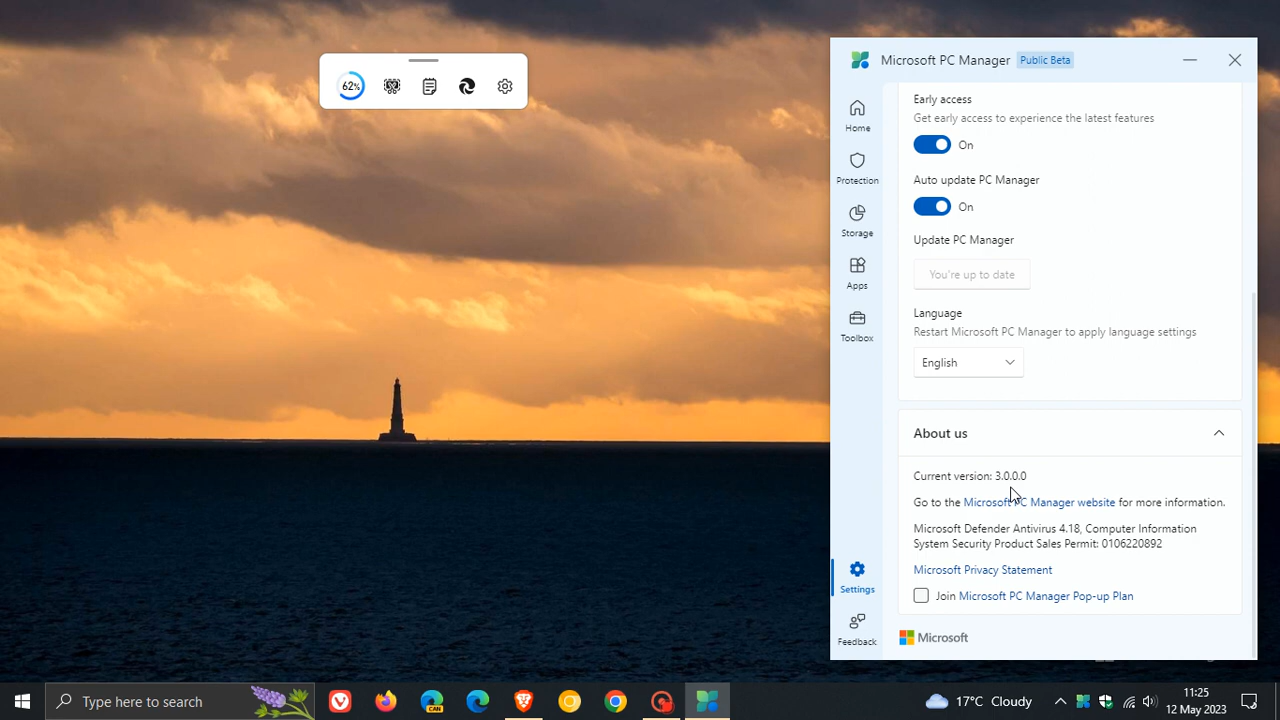 62%
Microsoft PC Manager Public Beta
Home
Protection
Storage
Apps
Toolbox
Settings
Feedback
Early access
Get early access to experience the latest features
On
Auto update PC Manager
On
Update PC Manager
You're up to date
Language
Restart Microsoft PC Manager to apply language settings
English
About us
Current version: 3.0.0.0
Go to the Microsoft PC Manager website for more information.
Microsoft Defender Antivirus 4.18, Computer Information
System Security Product Sales Permit: 0106220892
Microsoft Privacy Statement
Join Microsoft PC Manager Pop-up Plan
Microsoft
Type here to search
CAN
17°C Cloudy
11:25
12 May 2023